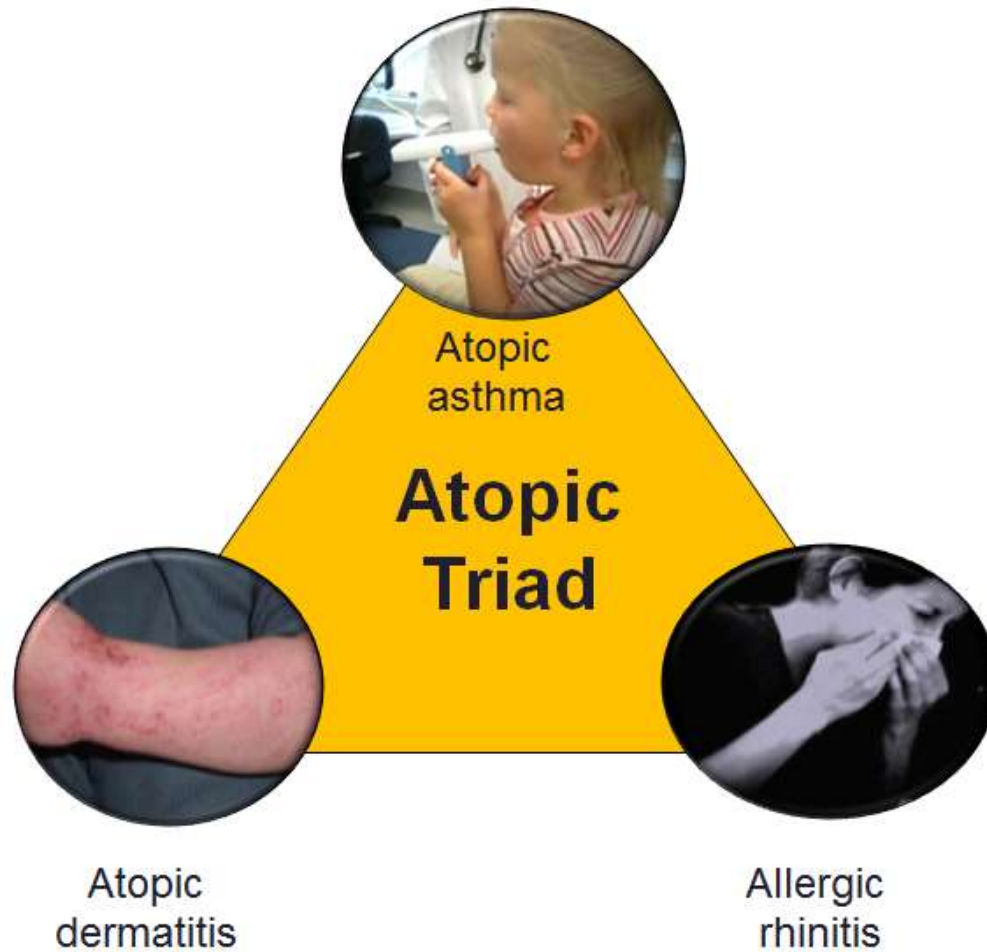 Atopic
asthma
Atopic
Triad
Atopic
dermatitis
Allergic
rhinitis